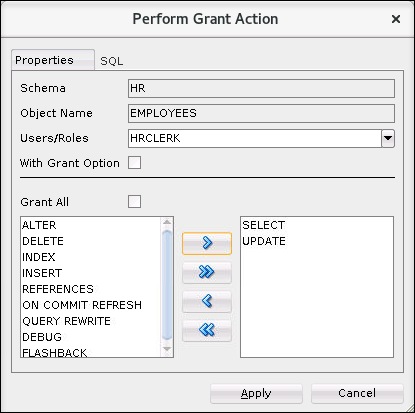 Perform Grant Action
Properties
SQL
Schema
HR
Object Name
EMPLOYEES
Users/Roles
HRCLERK
With Grant Option
Grant All
ALTER
DELETE
INDEX
INSERT
REFERENCES
ON COMMIT REFRESH
QUERY REWRITE
DEBUG
FLASHBACK
SELECT
UPDATE
Apply
Cancel